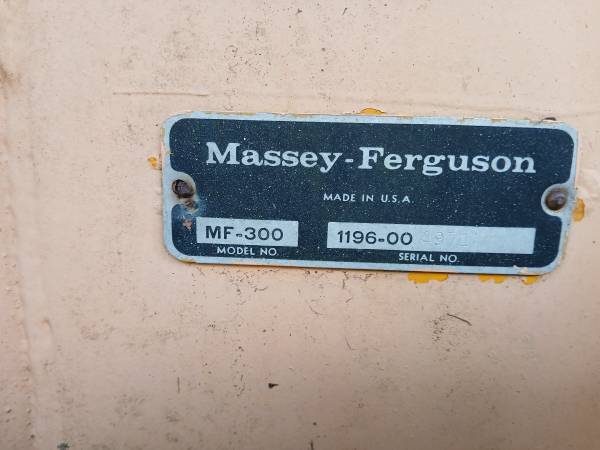 Massey-Ferguson
MADE IN U.S.A
MF-300 1196-00
MODEL NO. SERIAL NO.